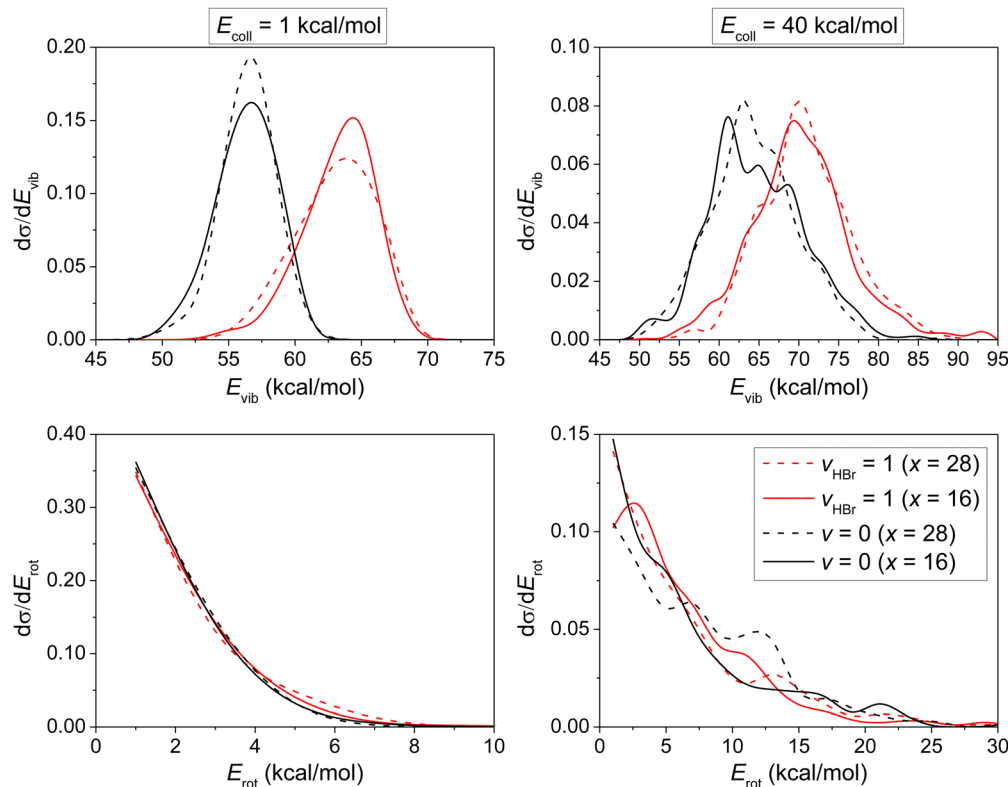 E_coll = 1 kcal/mol
E_coll = 40 kcal/mol
dσ/dE_vib
0.20
0.15
0.10
0.05
0.00
45 50 55 60 65 70 75
E_vib (kcal/mol)
dσ/dE_vib
0.10
0.08
0.06
0.04
0.02
0.00
45 50 55 60 65 70 75 80 85 90 95
E_vib (kcal/mol)
dσ/dE_rot
0.40
0.30
0.20
0.10
0.00
0 2 4 6 8 10
E_rot (kcal/mol)
dσ/dE_rot
0.15
0.10
0.05
0.00
0 5 10 15 20 25 30
E_rot (kcal/mol)
v_HBr = 1 (x = 28)
v_HBr = 1 (x = 16)
v = 0 (x = 28)
v = 0 (x = 16)